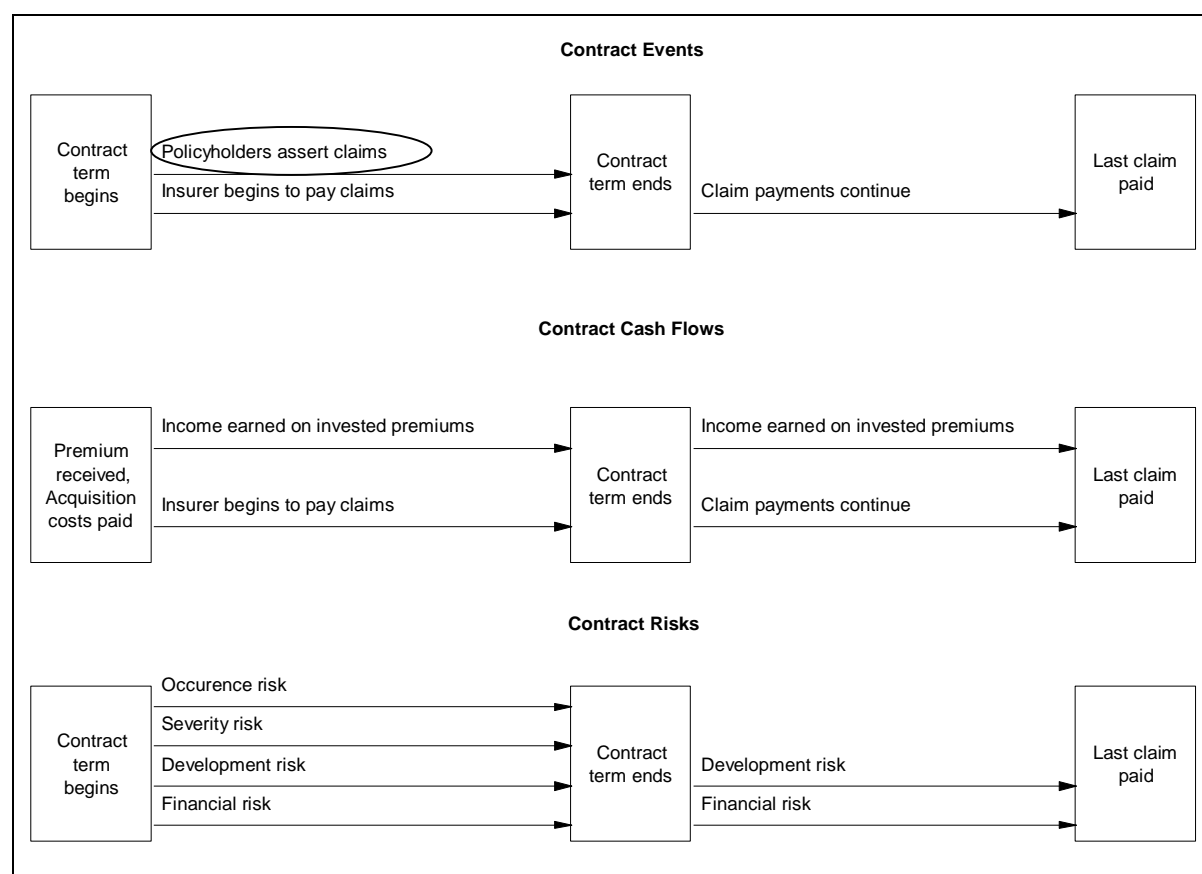 Contract Events
Contract
term
begins
Policyholders assert claims
Insurer begins to pay claims
Contract
term ends
Claim payments continue
Last claim
paid
Contract Cash Flows
Premium
received,
Acquisition
costs paid
Income earned on invested premiums
Insurer begins to pay claims
Contract
term ends
Income earned on invested premiums
Claim payments continue
Last claim
paid
Contract Risks
Contract
term
begins
Occurence risk
Severity risk
Development risk
Financial risk
Contract
term ends
Development risk
Financial risk
Last claim
paid